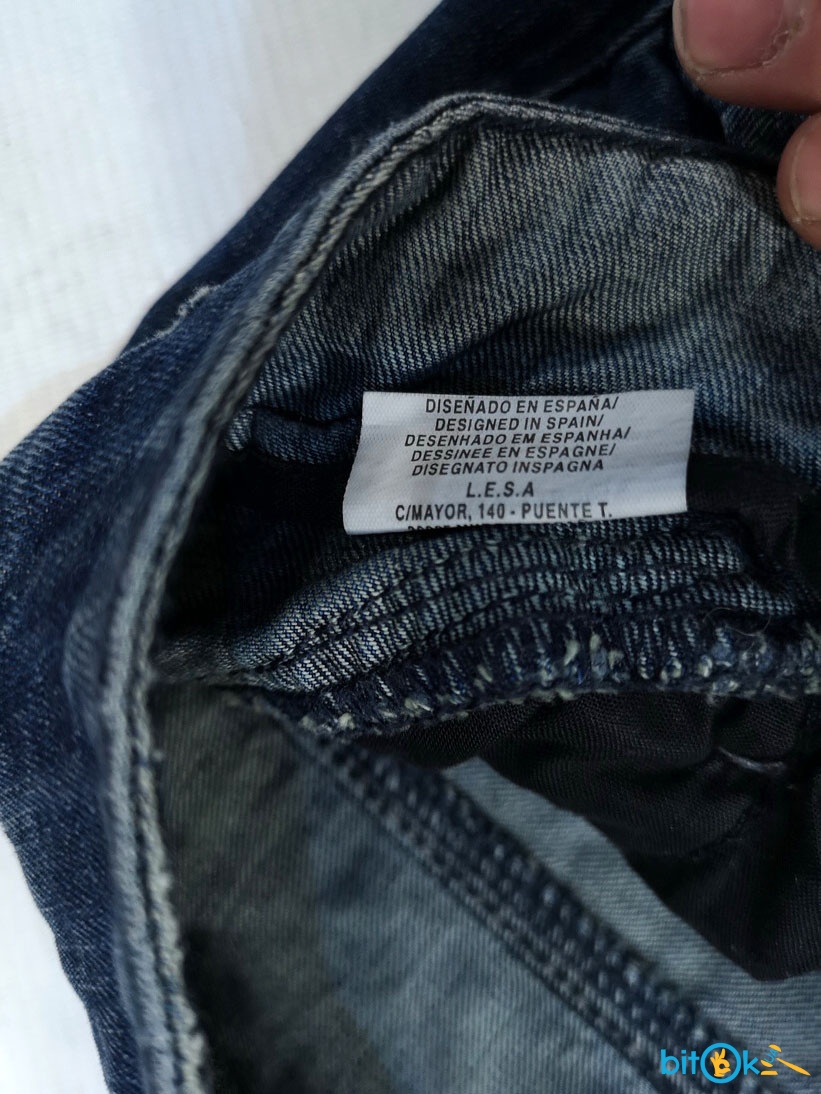 DISEÑADO EN ESPAÑA/
DESIGNED IN SPAIN/
DESENHADO EM ESPANHA/
DESSINEE EN ESPAGNE/
DISEGNATO INSPAGNA
L.E.S.A
C/MAYOR, 140 - PUENTE T.
bitOk